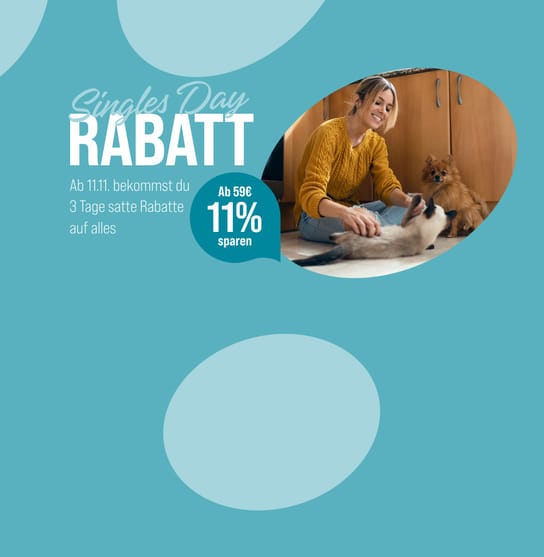 Singles Day
RABATT
Ab 11.11. bekommst du
3 Tage satte Rabatte
auf alles
Ab 59€
11%
sparen